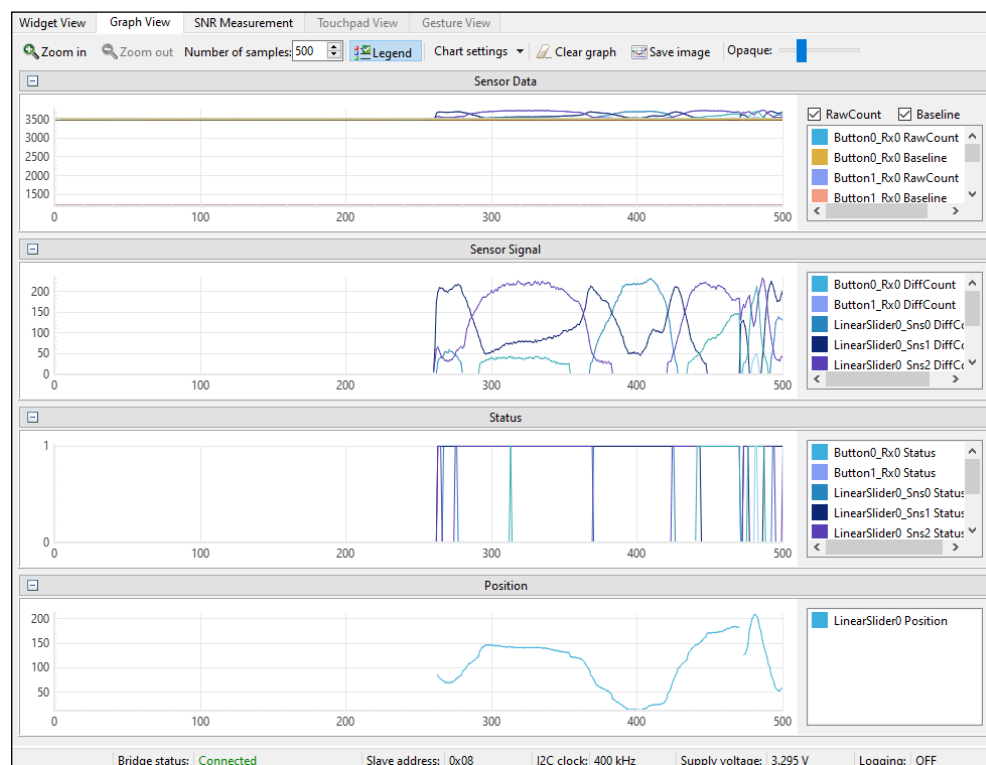 Widget View Graph View SNR Measurement Touchpad View Gesture View
Zoom in Zoom out Number of samples: 500 Legend Chart settings Clear graph Save image Opaque:
Sensor Data
3500
3000
2500
2000
1500
0 100 200 300 400 500
RawCount Baseline
Button0_Rx0 RawCount
Button0_Rx0 Baseline
Button1_Rx0 RawCount
Button1_Rx0 Baseline
Sensor Signal
200
150
100
50
0
0 100 200 300 400 500
Button0_Rx0 DiffCount
Button1_Rx0 DiffCount
LinearSlider0_Sns0 DiffCo
LinearSlider0_Sns1 DiffCo
LinearSlider0_Sns2 DiffC
Status
1
0
0 100 200 300 400 500
Button0_Rx0 Status
Button1_Rx0 Status
LinearSlider0_Sns0 Status
LinearSlider0_Sns1 Status
LinearSlider0_Sns2 Status
Position
200
150
100
50
0 100 200 300 400 500
LinearSlider0 Position
Bridge status: Connected Slave address: 0x08 I2C clock: 400 kHz Supply voltage: 3.295 V Logging: OFF